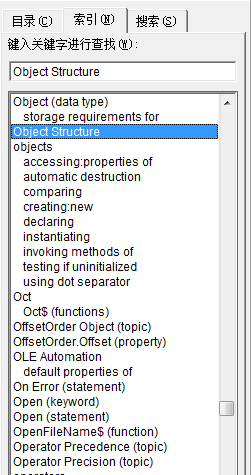 目录(C) 索引(N) 搜索(S)
键入关键字进行查找(W):
Object Structure
Object (data type)
storage requirements for
Object Structure
objects
accessing:properties of
automatic destruction
comparing
creating:new
declaring
instantiating
invoking methods of
testing if uninitialized
using dot separator
Oct
Oct$ (functions)
OffsetOrder Object (topic)
OffsetOrder.Offset (property)
OLE Automation
default properties of
On Error (statement)
Open (keyword)
Open (statement)
OpenFileName$ (function)
Operator Precedence (topic)
Operator Precision (topic)